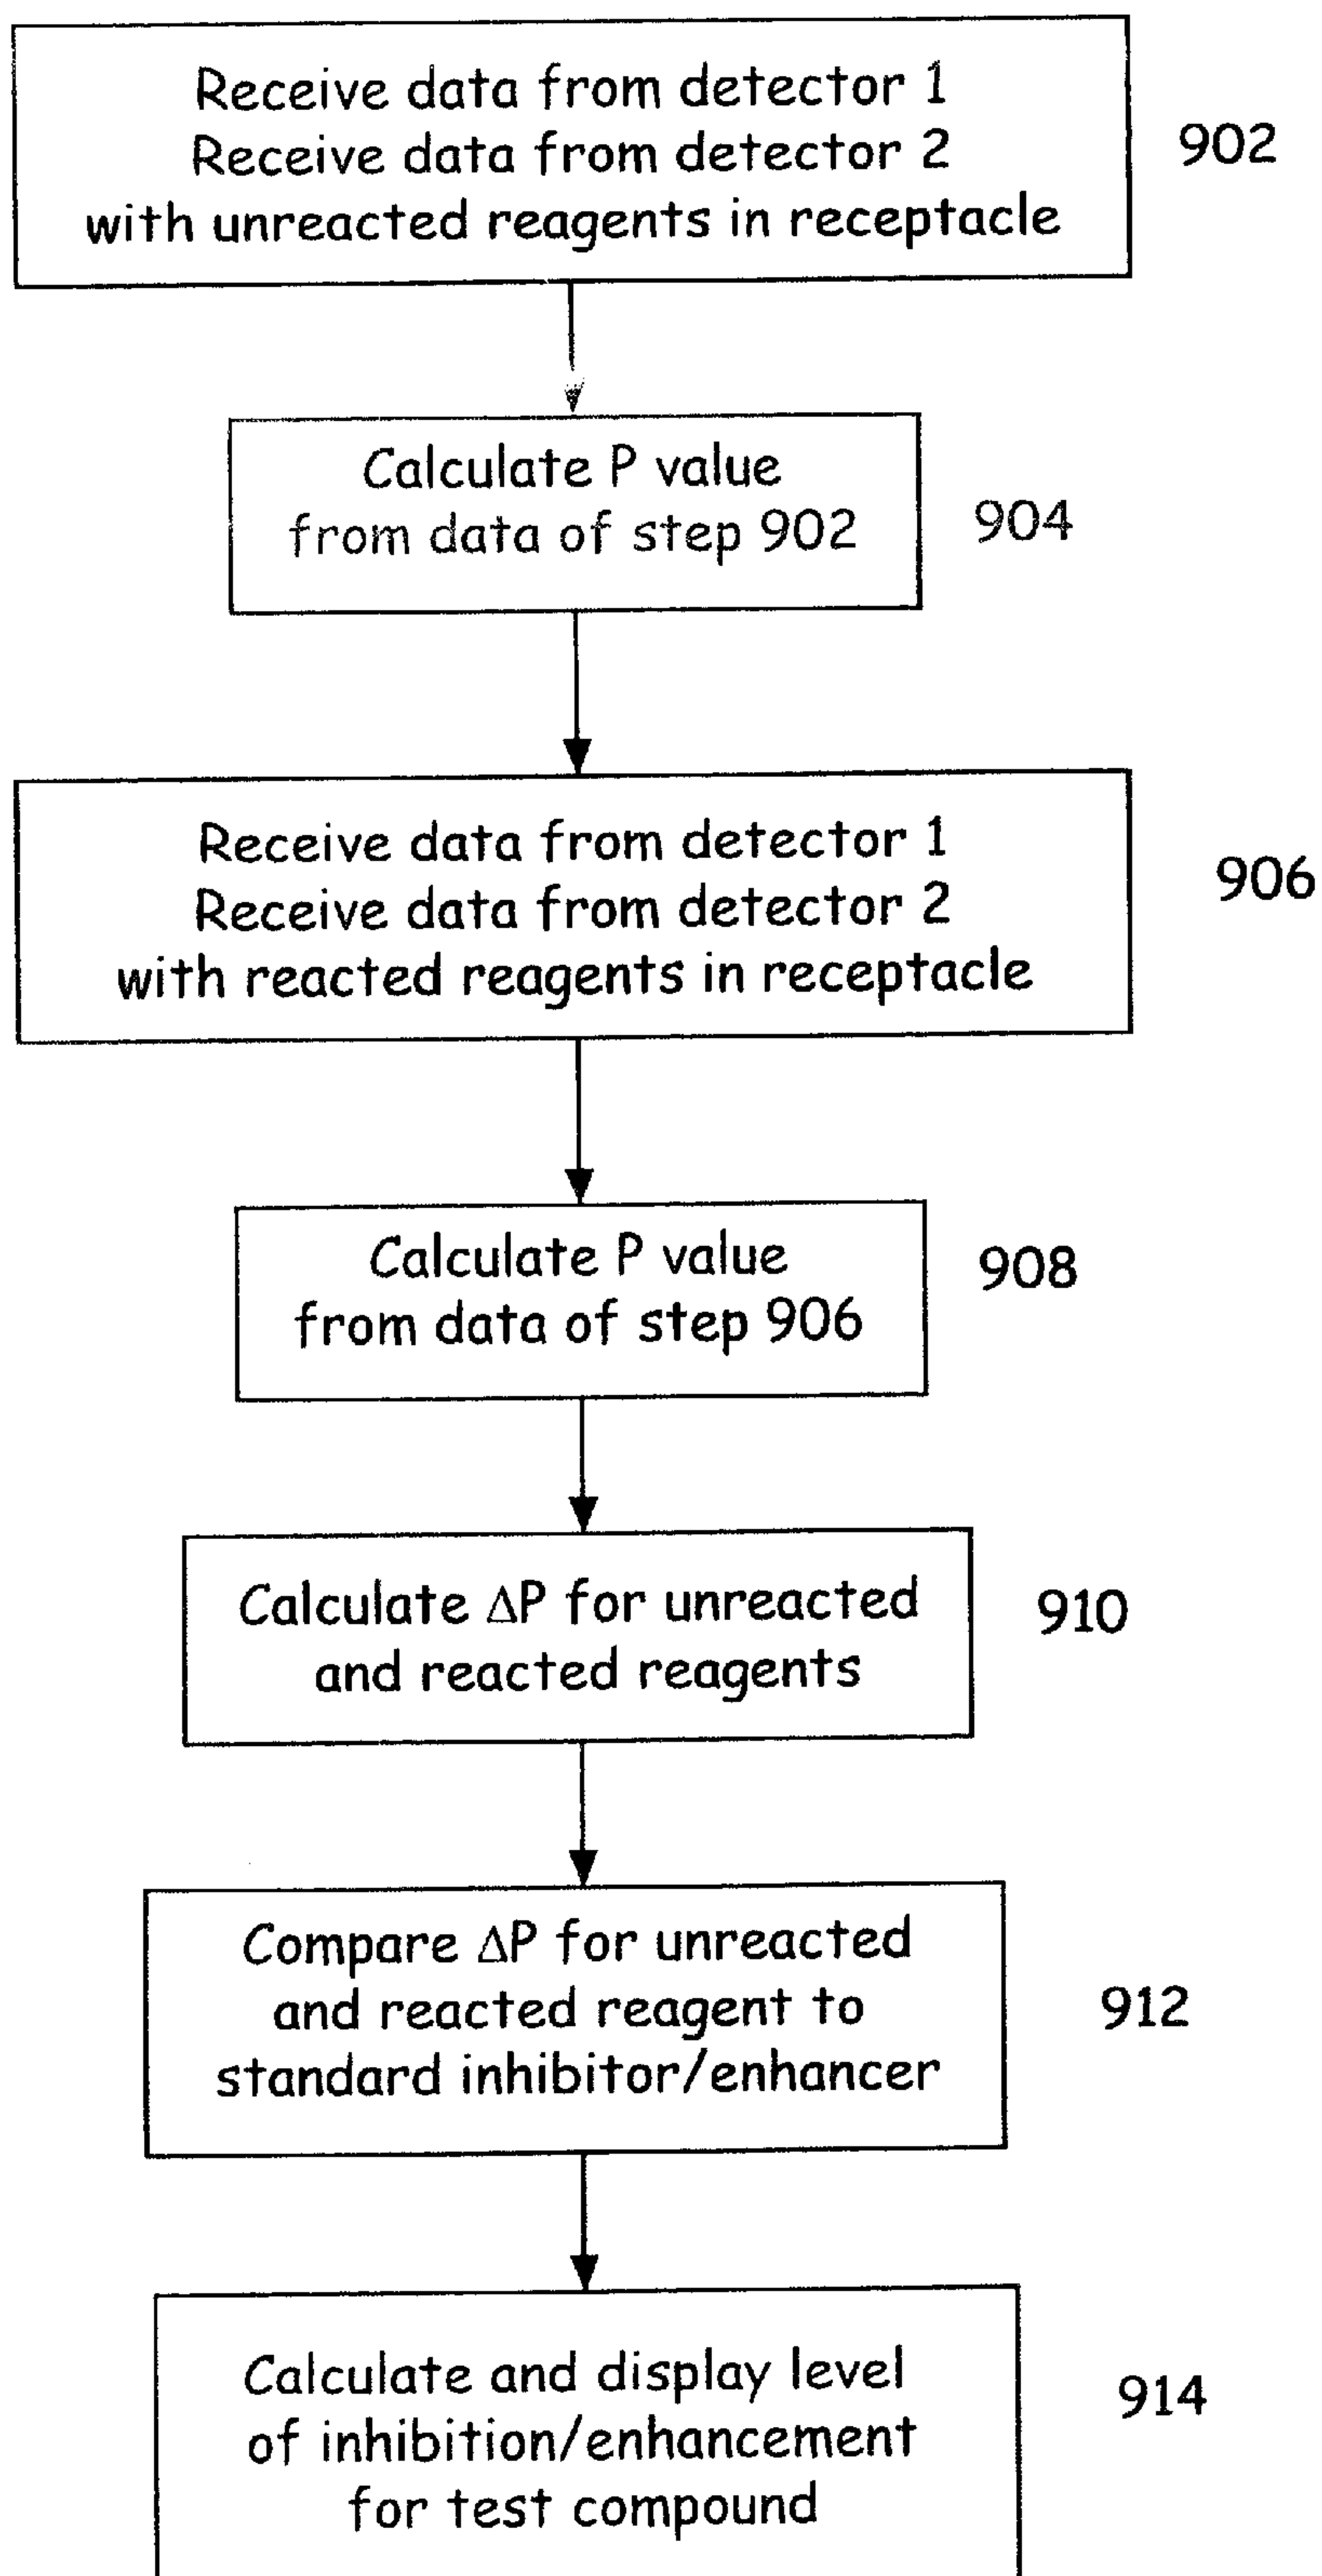 Receive data from detector 1
Receive data from detector 2
with unreacted reagents in receptacle
902
Calculate P value
from data of step 902
904
Receive data from detector 1
Receive data from detector 2
with reacted reagents in receptacle
906
Calculate P value
from data of step 906
908
Calculate ΔP for unreacted
and reacted reagents
910
Compare ΔP for unreacted
and reacted reagent to
standard inhibitor/enhancer
912
Calculate and display level
of inhibition/enhancement
for test compound
914